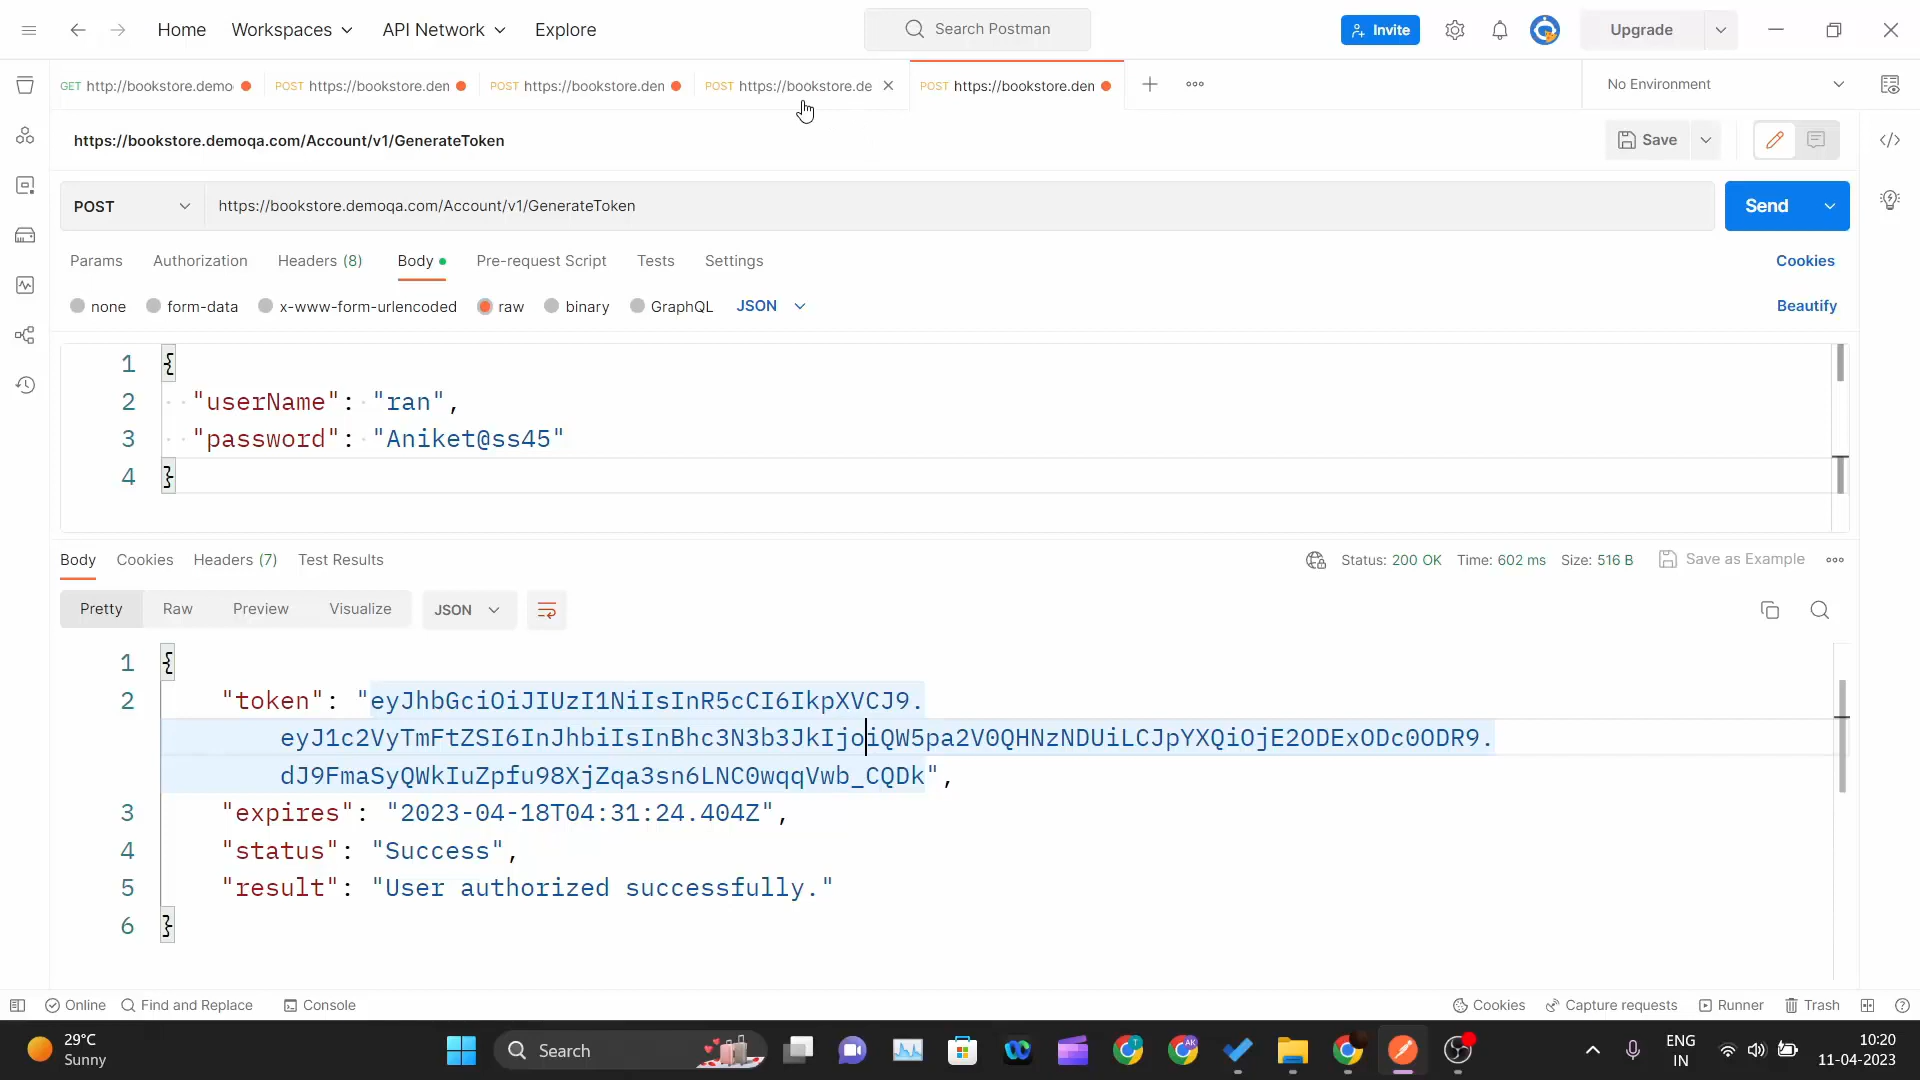 Home Workspaces API Network Explore Search Postman Invite Upgrade
GET http://bookstore.demo POST https://bookstore.den POST https://bookstore.den POST https://bookstore.de POST https://bookstore.den No Environment
https://bookstore.demoqa.com/Account/v1/GenerateToken Save
POST https://bookstore.demoqa.com/Account/v1/GenerateToken Send
Params Authorization Headers (8) Body Pre-request Script Tests Settings Cookies
none form-data x-www-form-urlencoded raw binary GraphQL JSON Beautify
1 {
2 "userName": "ran",
3 "password": "Aniket@ss45"
4 }
Body Cookies Headers (7) Test Results Status: 200 OK Time: 602 ms Size: 516 B Save as Example
Pretty Raw Preview Visualize JSON
1 {
2 "token": "eyJhbGciOiJIUzI1NiIsInR5cCI6IkpXVCJ9.
eyJ1c2VyTmFtZSI6InJhbiIsInBhc3N3b3JkIjoiQW5pa2V0QHNzNDUiLCJpYXQiOjE2ODExODc0ODR9.
dJ9FmaSyQWkIuZpfu98XjZqa3sn6LNC0wqqVwb_CQDk",
3 "expires": "2023-04-18T04:31:24.404Z",
4 "status": "Success",
5 "result": "User authorized successfully."
6 }
Online Find and Replace Console Cookies Capture requests Runner Trash
29°C
Sunny
Search
ENG
IN
10:20
11-04-2023